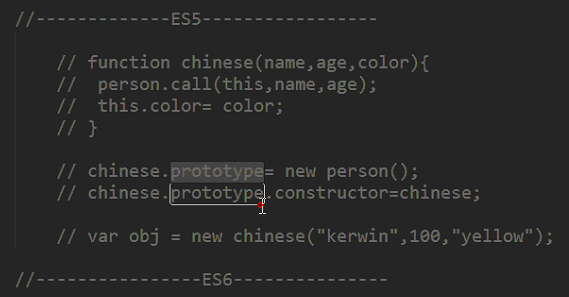 //-------------ES5-----------------
// function chinese(name,age,color){
//  person.call(this,name,age);
//  this.color= color;
// }
// chinese.prototype= new person();
// chinese.prototype.constructor=chinese;
// var obj = new chinese("kerwin",100,"yellow");
//---------------ES6---------------